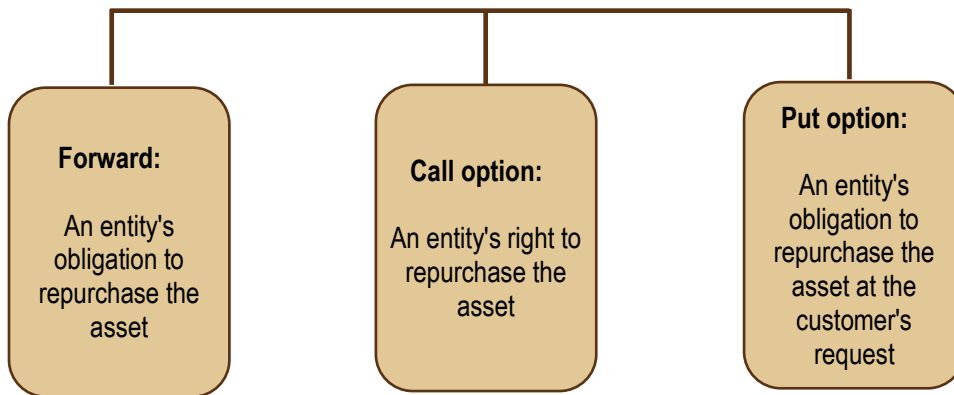 Forward:
An entity's
obligation to
repurchase the
asset
Call option:
An entity's right to
repurchase the
asset
Put option:
An entity's
obligation to
repurchase the
asset at the
customer's
request